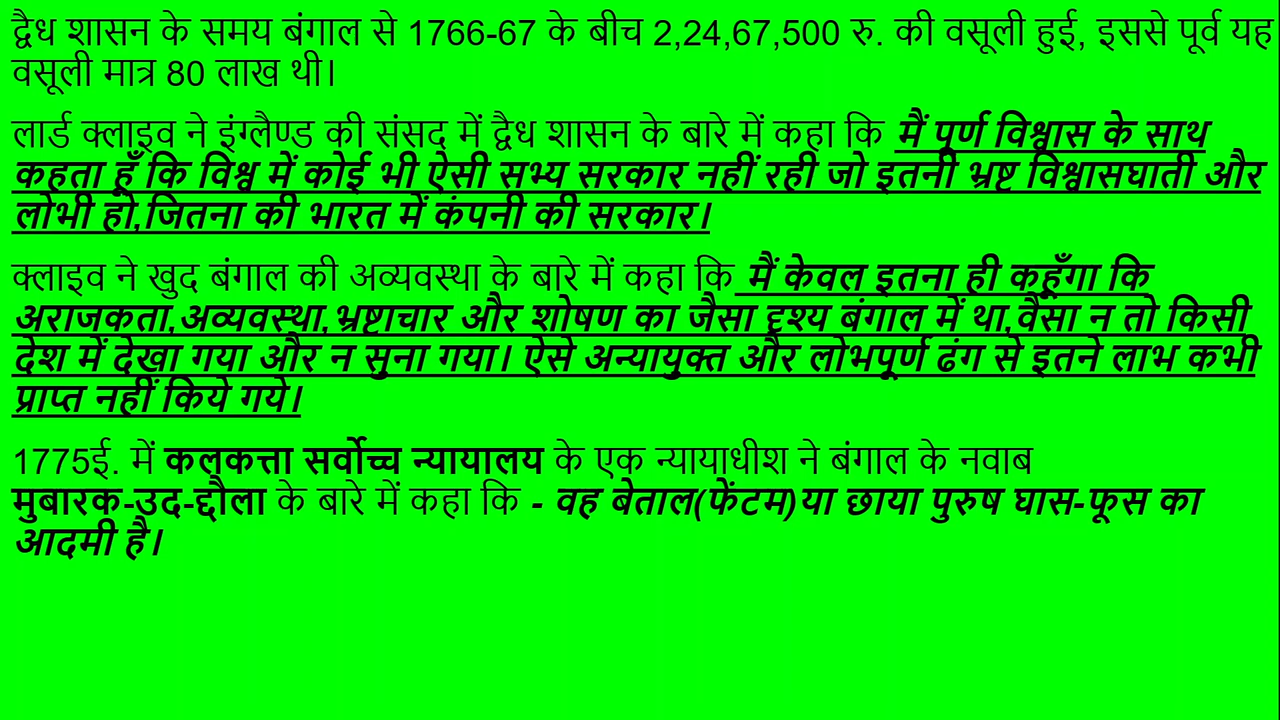 द्वैध शासन के समय बंगाल से 1766-67 के बीच 2,24,67,500 रु. की वसूली हुई, इससे पूर्व यह
वसूली मात्र 80 लाख थी।
लार्ड क्लाइव ने इंग्लैण्ड की संसद में द्वैध शासन के बारे में कहा कि मैं पूर्ण विश्वास के साथ
कहता हूँ कि विश्व में कोई भी ऐसी सभ्य सरकार नहीं रही जो इतनी भ्रष्ट विश्वासघाती और
लोभी हो,जितना की भारत में कंपनी की सरकार।
क्लाइव ने खुद बंगाल की अव्यवस्था के बारे में कहा कि मैं केवल इतना ही कहूँगा कि
अराजकता,अव्यवस्था,भ्रष्टाचार और शोषण का जैसा दृश्य बंगाल में था,वैसा न तो किसी
देश में देखा गया और न सुना गया। ऐसे अन्यायुक्त और लोभपूर्ण ढंग से इतने लाभ कभी
प्राप्त नहीं किये गये।
1775ई. में कलकत्ता सर्वोच्च न्यायालय के एक न्यायाधीश ने बंगाल के नवाब
मुबारक-उद-द्दौला के बारे में कहा कि - वह बेताल(फेंटम)या छाया पुरुष घास-फूस का
आदमी है।